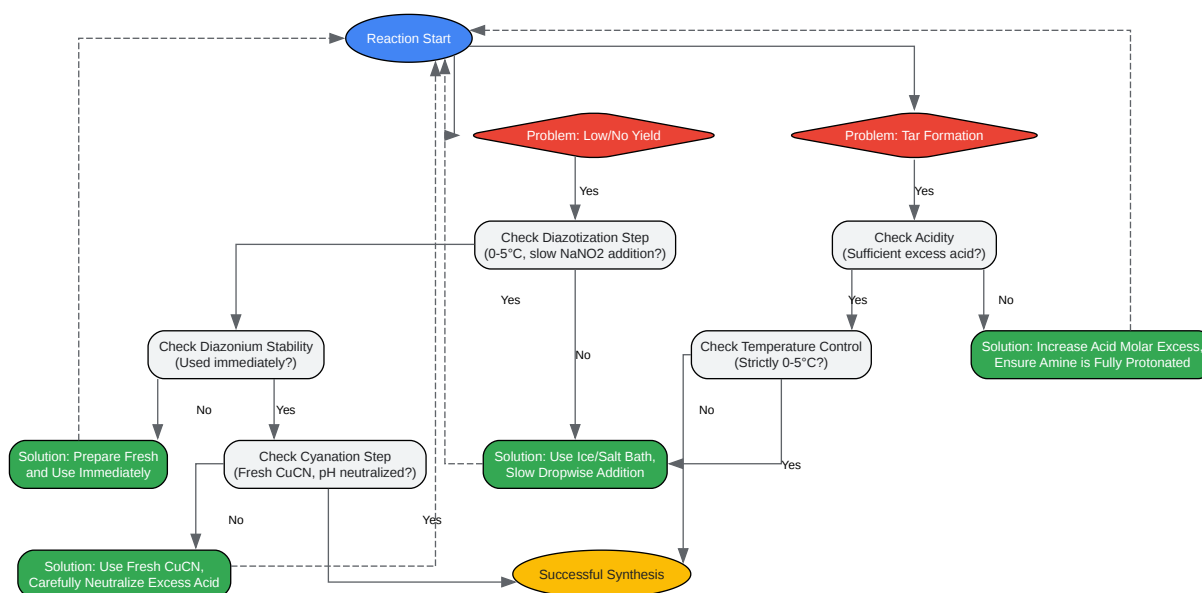 Reaction Start
Problem: Low/No Yield
Problem: Tar Formation
Yes
Yes
Check Diazotization Step
(0-5°C, slow NaNO2 addition?)
Check Acidity
(Sufficient excess acid?)
Yes
Yes
No
Check Diazonium Stability
(Used immediately?)
No
Check Temperature Control
(Strictly 0-5°C?)
Solution: Increase Acid Molar Excess,
Ensure Amine is Fully Protonated
No
Yes
No
Solution: Prepare Fresh
and Use Immediately
Check Cyanation Step
(Fresh CuCN, pH neutralized?)
Solution: Use Ice/Salt Bath,
Slow Dropwise Addition
Yes
No
Yes
Solution: Use Fresh CuCN,
Carefully Neutralize Excess Acid
Successful Synthesis